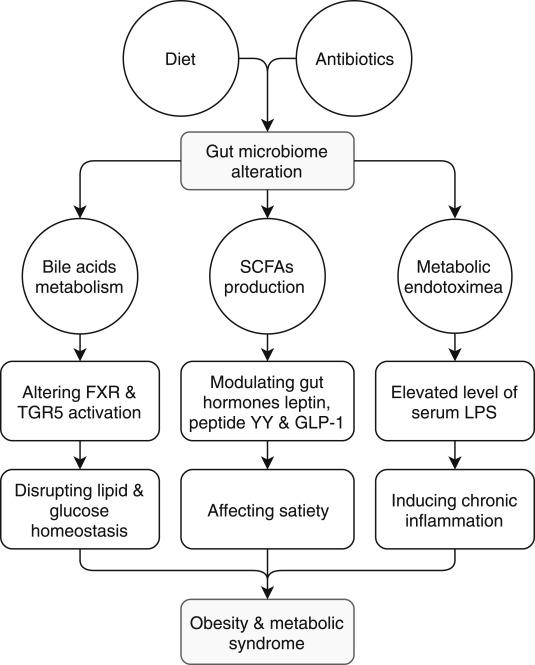 Diet
Antibiotics
Gut microbiome
alteration
Bile acids
metabolism
SCFAs
production
Metabolic
endotoximea
Altering FXR &
TGR5 activation
Modulating gut
hormones leptin,
peptide YY & GLP-1
Elevated level of
serum LPS
Disrupting lipid &
glucose
homeostasis
Affecting satiety
Inducing chronic
inflammation
Obesity & metabolic
syndrome